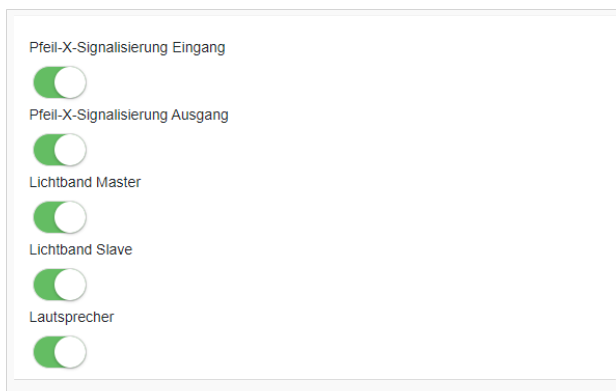 Pfeil-X-Signalisierung Eingang
Pfeil-X-Signalisierung Ausgang
Lichtband Master
Lichtband Slave
Lautsprecher